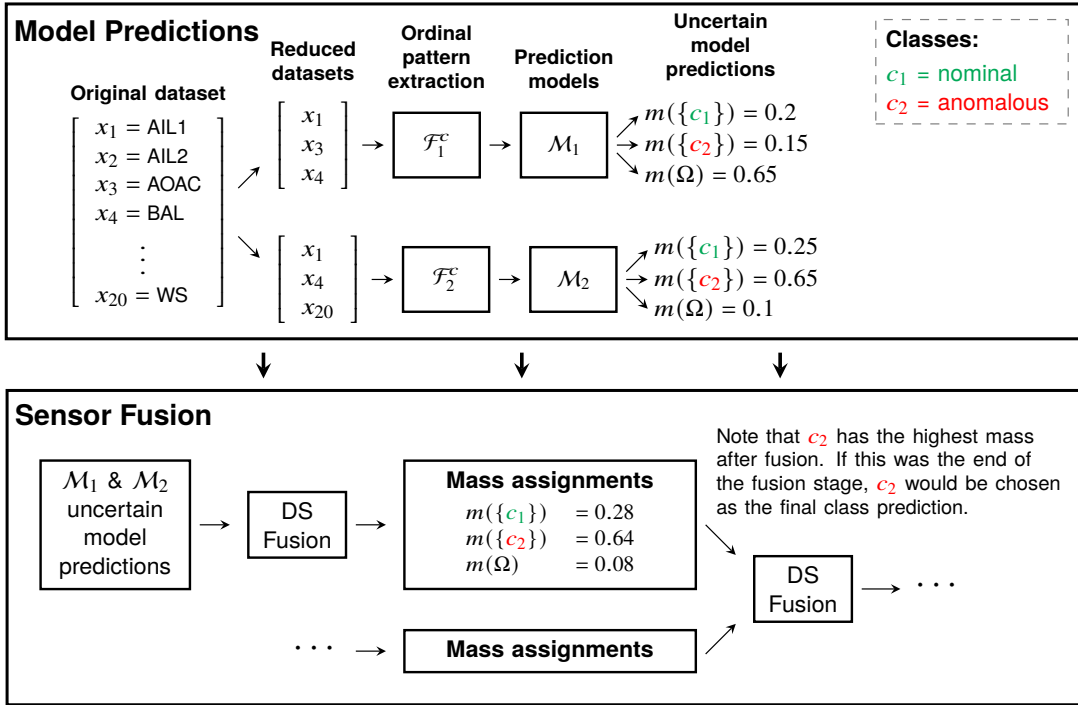 Model Predictions
Original dataset
x₁ = AIL1
x₂ = AIL2
x₃ = AOAC
x₄ = BAL
⋮
x₂₀ = WS
Reduced
datasets
x₁
x₃
x₄
x₁
x₄
x₂₀
Ordinal
pattern
extraction
ℱ₁ᶜ
ℱ₂ᶜ
Prediction
models
ℳ₁
ℳ₂
Uncertain
model
predictions
m({c₁}) = 0.2
m({c₂}) = 0.15
m(Ω) = 0.65
m({c₁}) = 0.25
m({c₂}) = 0.65
m(Ω) = 0.1
Classes:
c₁ = nominal
c₂ = anomalous
Sensor Fusion
ℳ₁ & ℳ₂
uncertain
model
predictions
DS
Fusion
Mass assignments
m({c₁}) = 0.28
m({c₂}) = 0.64
m(Ω) = 0.08
Note that c₂ has the highest mass
after fusion. If this was the end of
the fusion stage, c₂ would be chosen
as the final class prediction.
DS
Fusion
· · ·
· · ·
Mass assignments